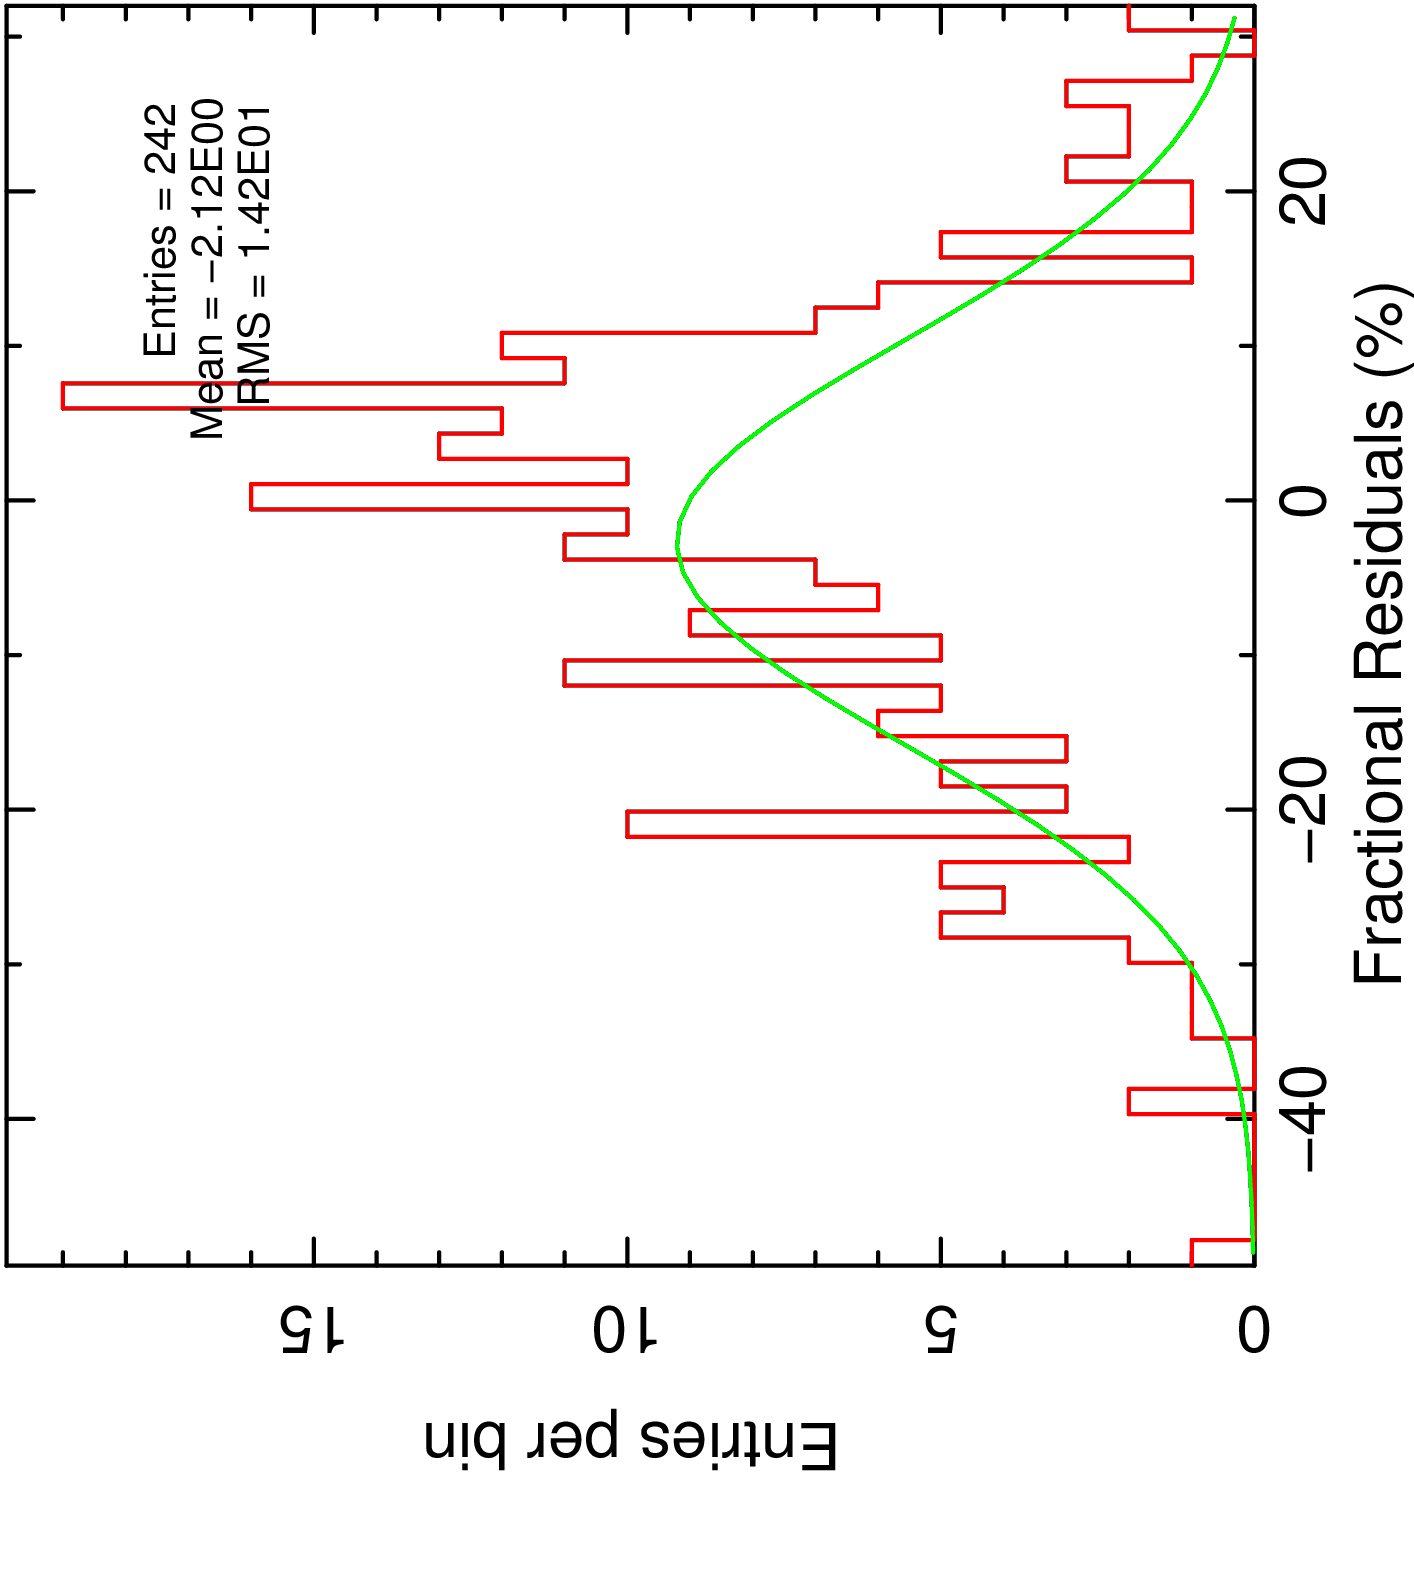 Entries = 242
Mean = −2.12E00
RMS = 1.42E01
15
10
5
0
Entries per bin
−40
−20
0
20
Fractional Residuals (%)